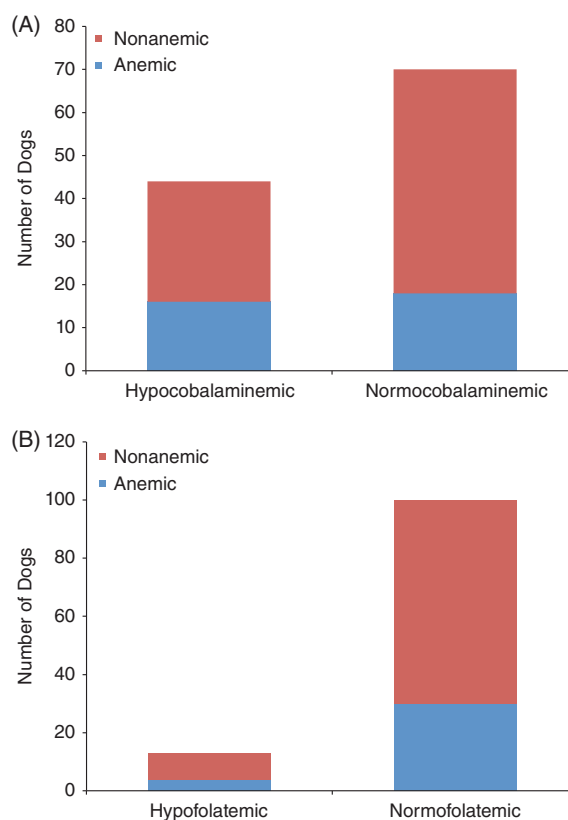 (A)
80
Nonanemic
Anemic
70
60
50
40
30
20
10
0
Number of Dogs
Hypocobalaminemic Normocobalaminemic
(B)
120
Nonanemic
Anemic
100
80
60
40
20
0
Number of Dogs
Hypofolatemic Normofolatemic